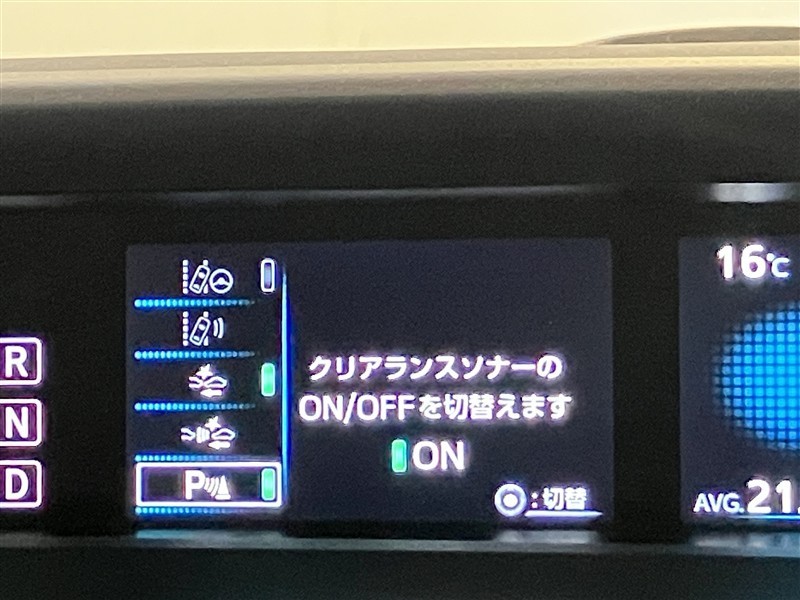 R
N
D
P
クリアランスソナーの
ON/OFFを切替えます
ON
:切替
16℃
AVG.21.